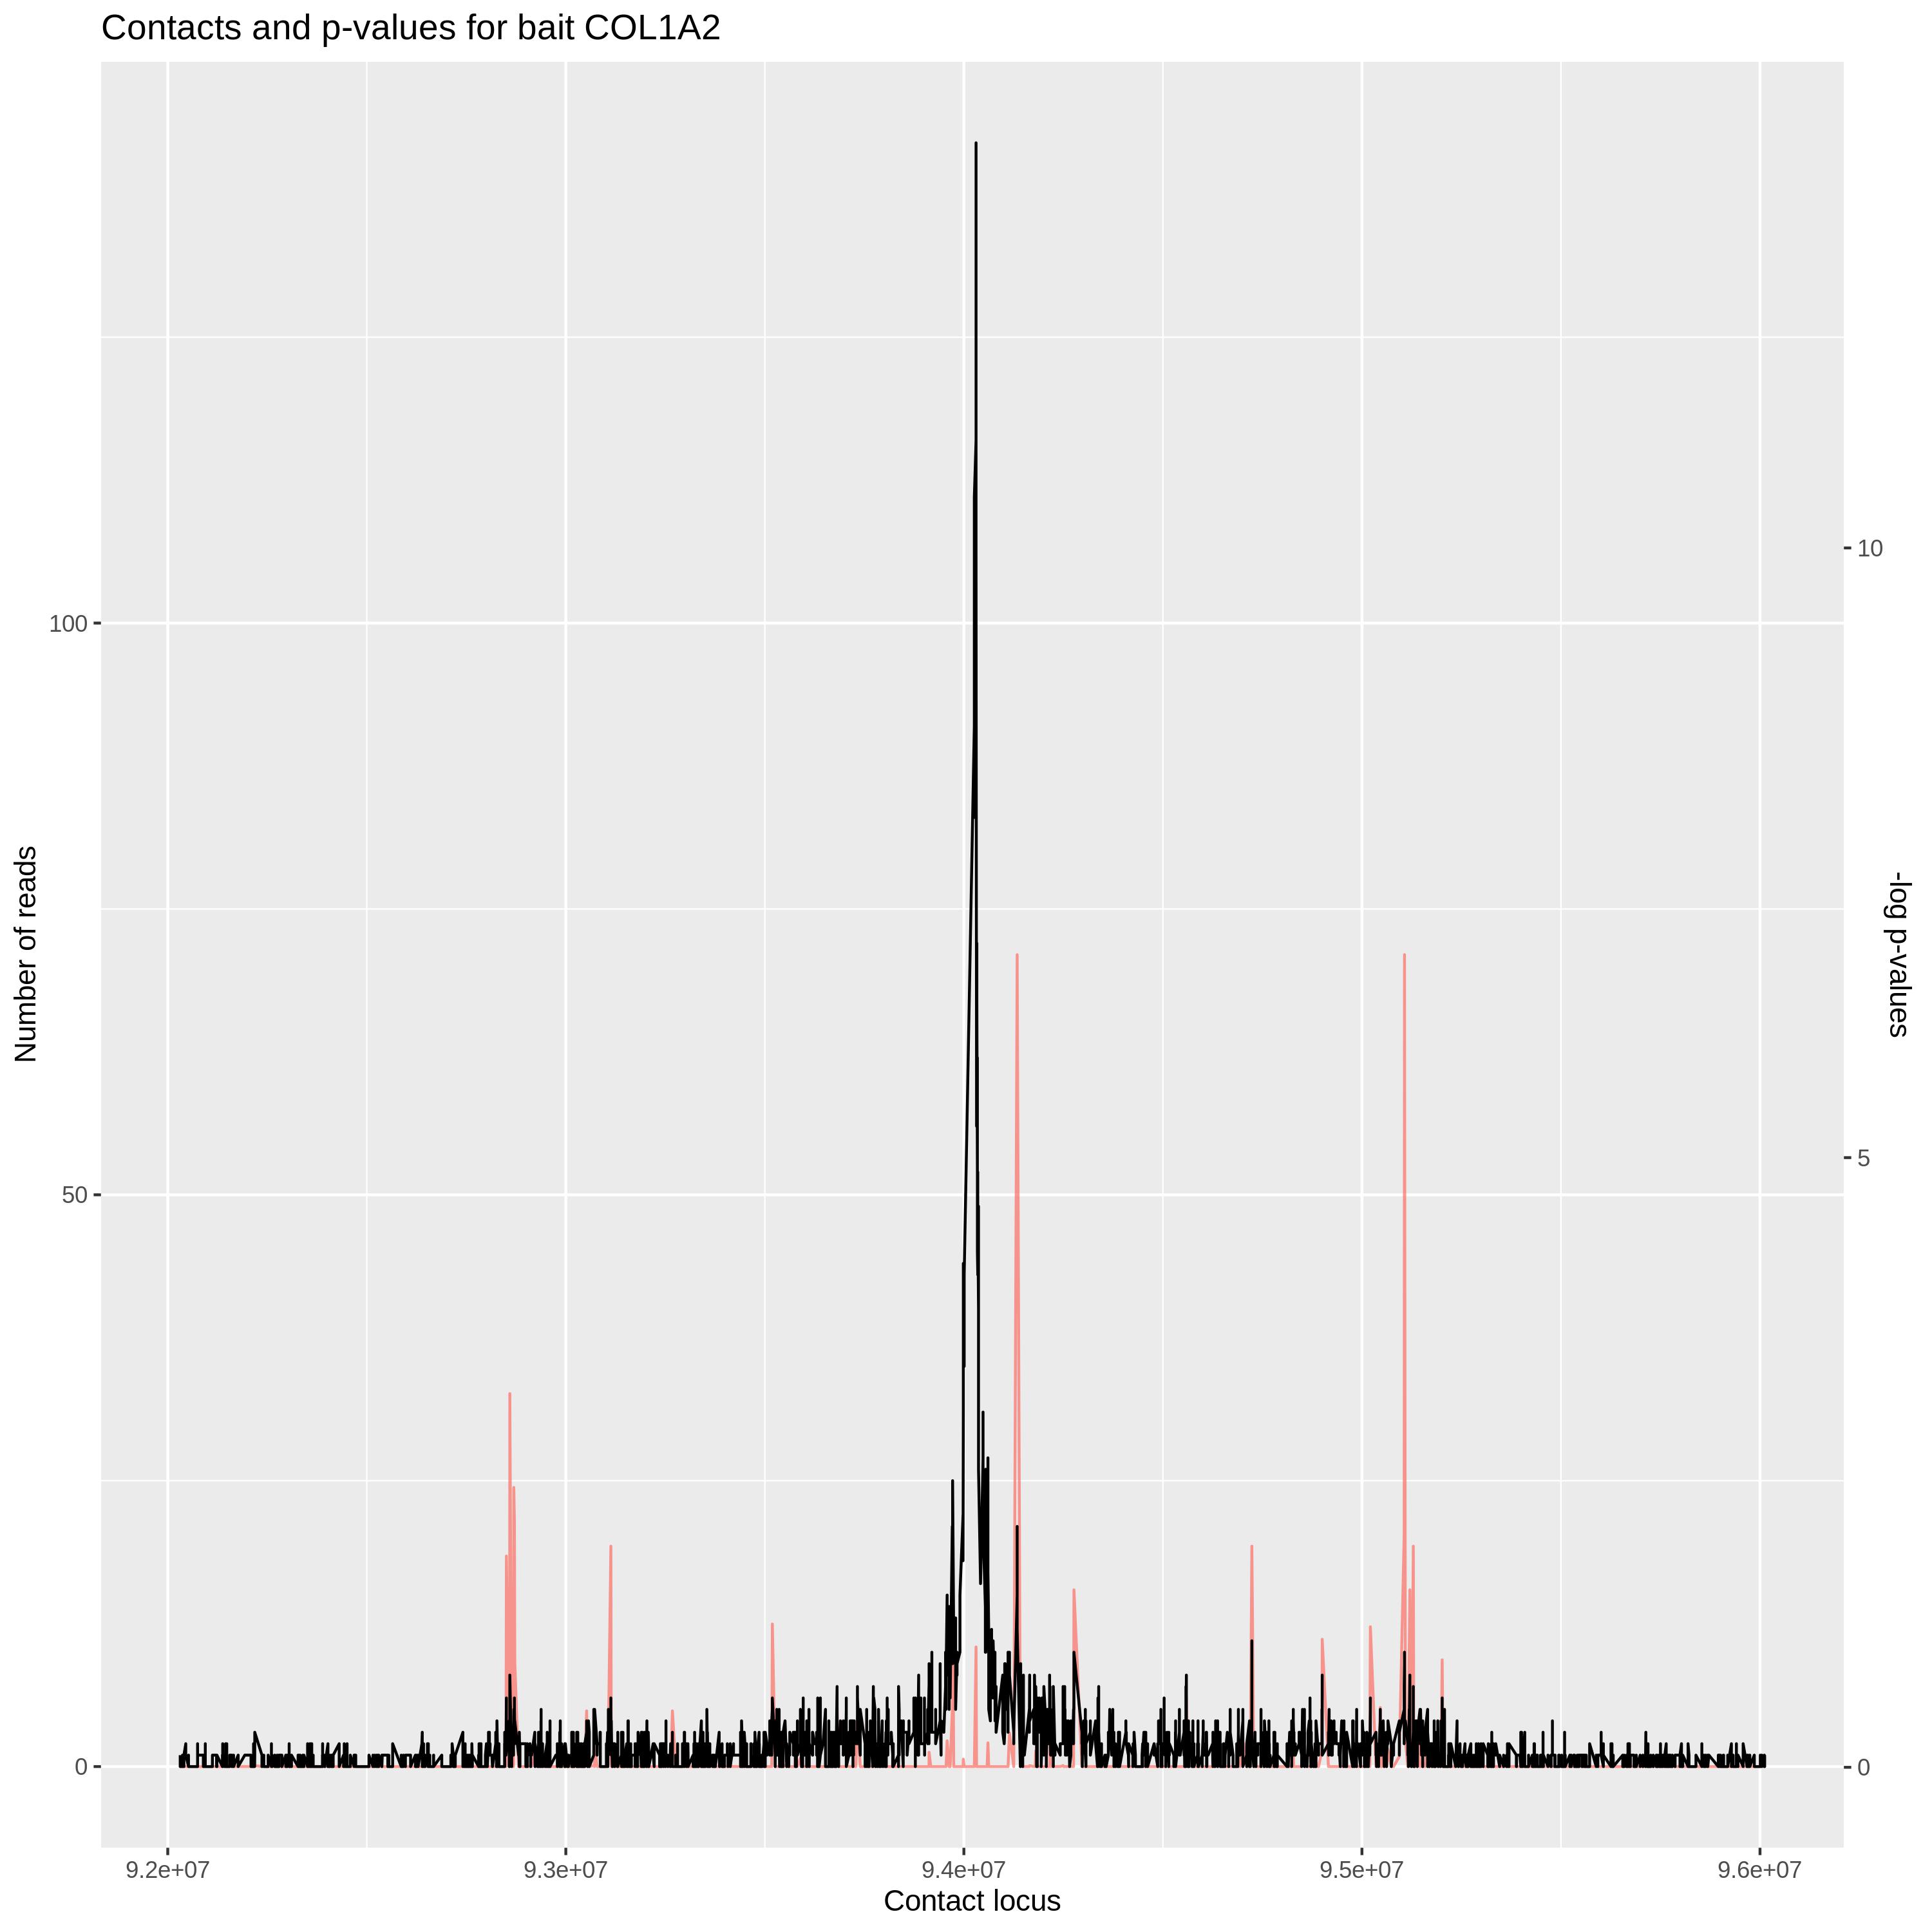 Contacts and p-values for bait COL1A2
Number of reads
100
50
0
10
5
0
-log p-values
9.2e+07 9.3e+07 9.4e+07 9.5e+07 9.6e+07
Contact locus